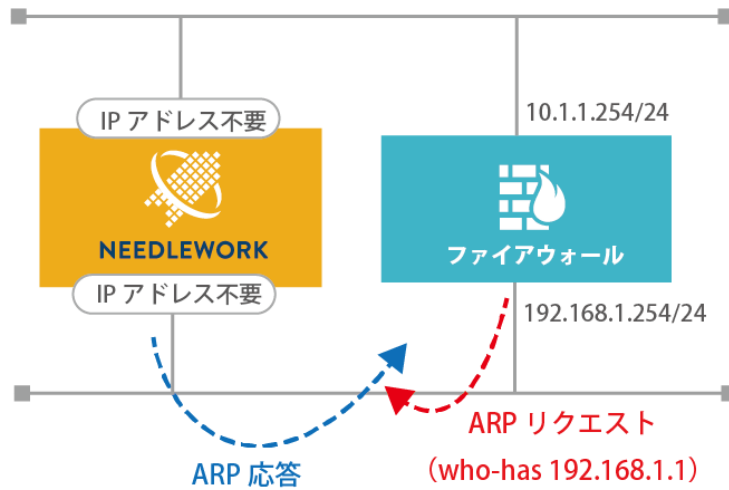 IP アドレス不要
10.1.1.254/24
NEEDLEWORK
ファイアウォール
IP アドレス不要
192.168.1.254/24
ARP リクエスト
（who-has 192.168.1.1）
ARP 応答